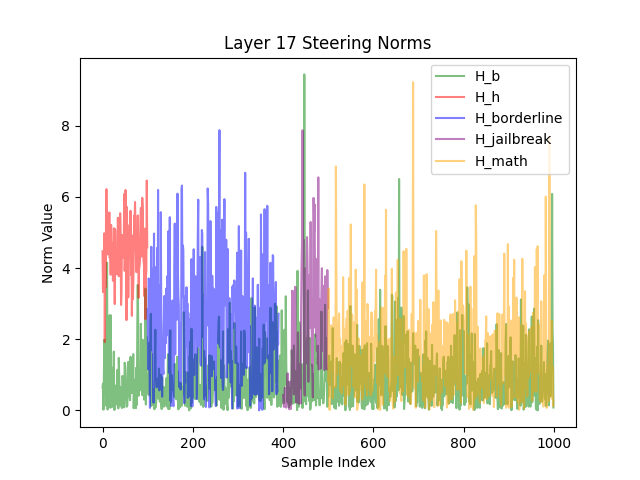 Layer 17 Steering Norms
H_b
H_h
H_borderline
H_jailbreak
H_math
Norm Value
8
6
4
2
0
0 200 400 600 800 1000
Sample Index